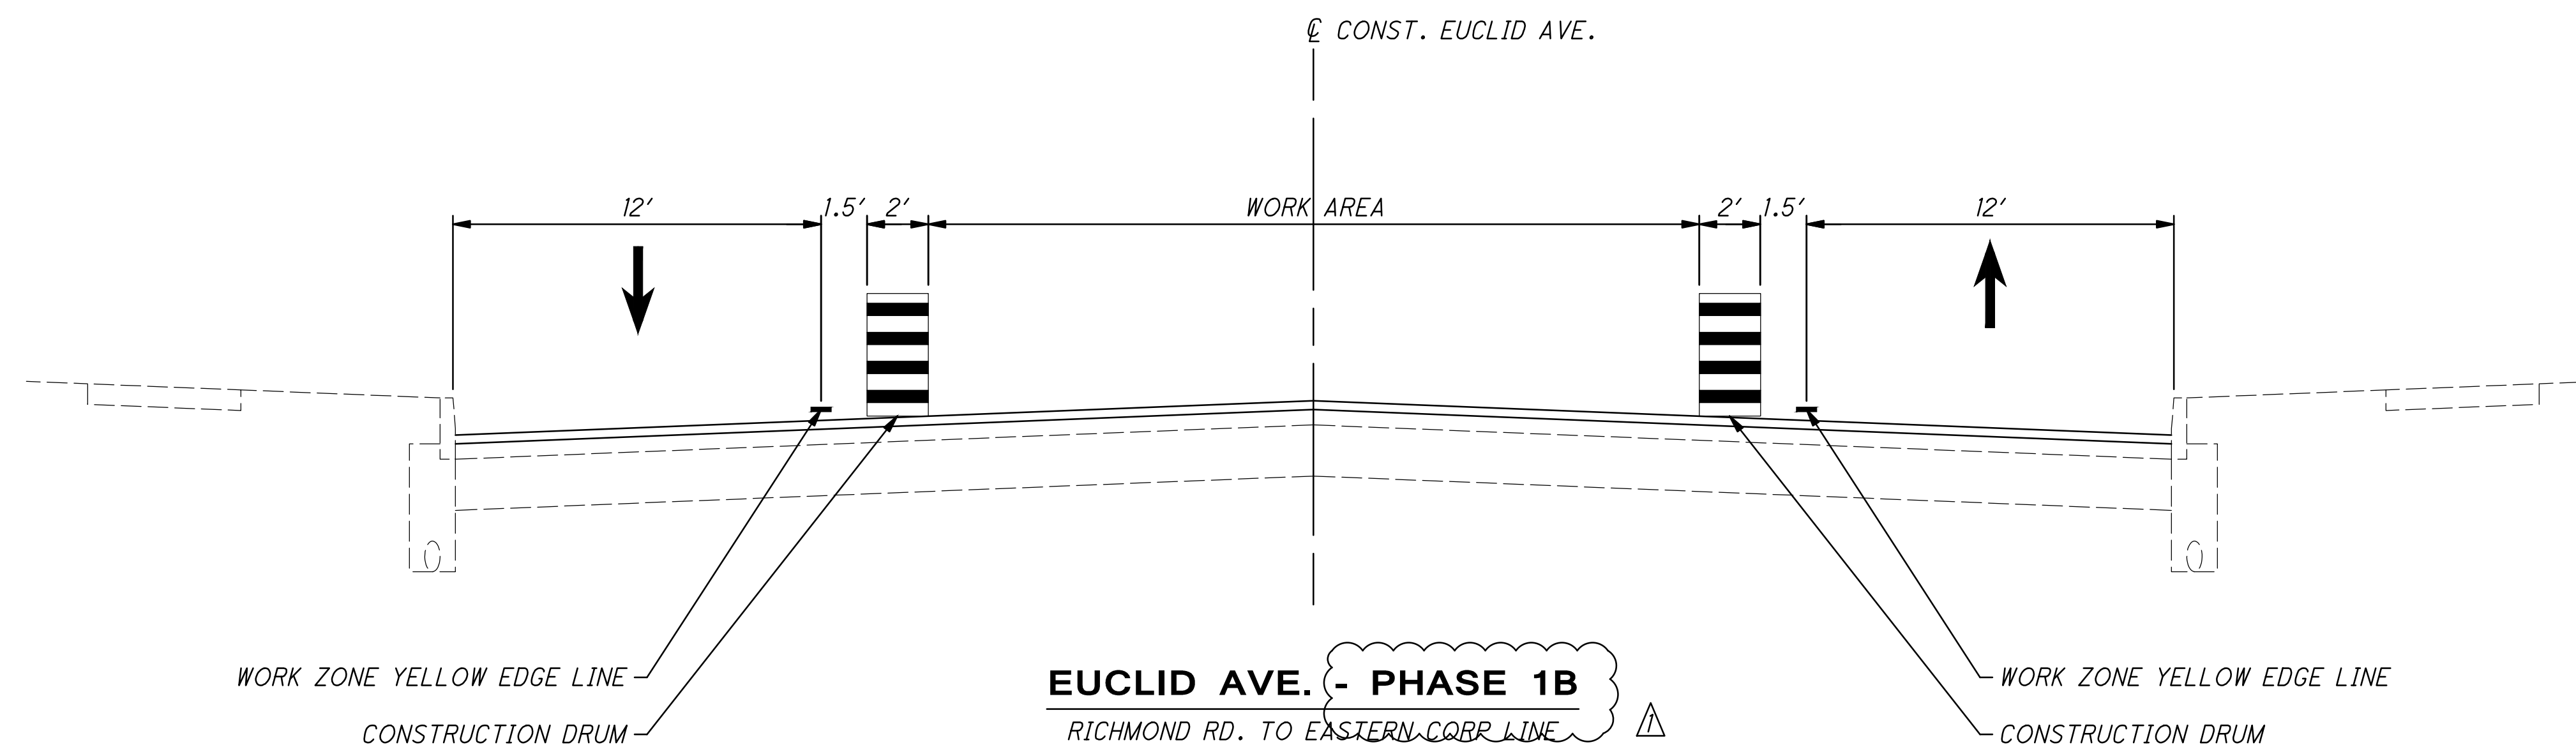 ℄ CONST. EUCLID AVE.
12' 1.5' 2' WORK AREA 2' 1.5' 12'
WORK ZONE YELLOW EDGE LINE
CONSTRUCTION DRUM
EUCLID AVE. - PHASE 1B
RICHMOND RD. TO EASTERN CORP LINE
1
WORK ZONE YELLOW EDGE LINE
CONSTRUCTION DRUM